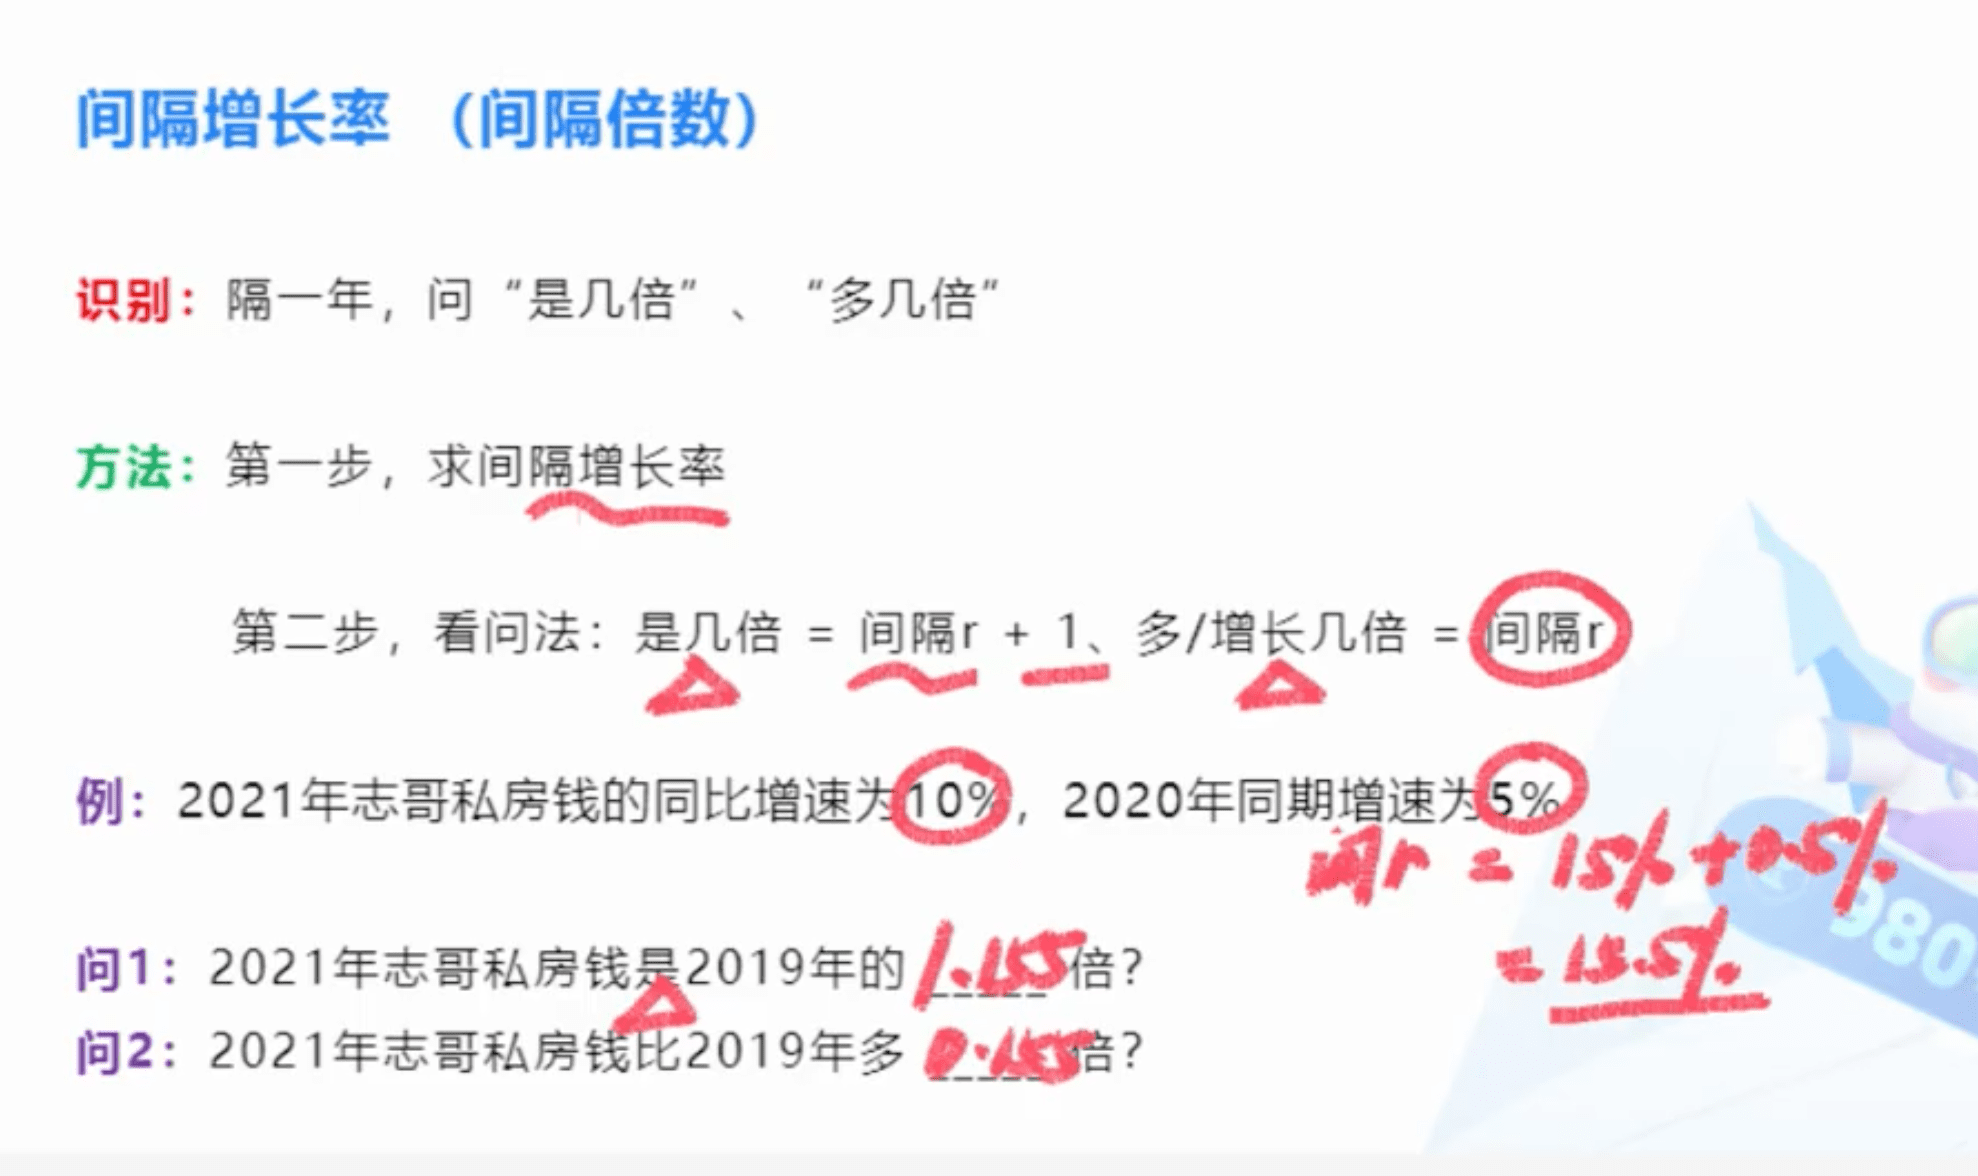 间隔增长率 （间隔倍数）
识别：隔一年，问“是几倍”、“多几倍”
方法：第一步，求间隔增长率
第二步，看问法：是几倍 = 间隔r + 1、多/增长几倍 = 间隔r
例：2021年志哥私房钱的同比增速为10%，2020年同期增速为5%
间r = 15% + 0.5%
= 15.5%
980
问1：2021年志哥私房钱是2019年的 1.155 倍？
问2：2021年志哥私房钱比2019年多 0.155 倍？